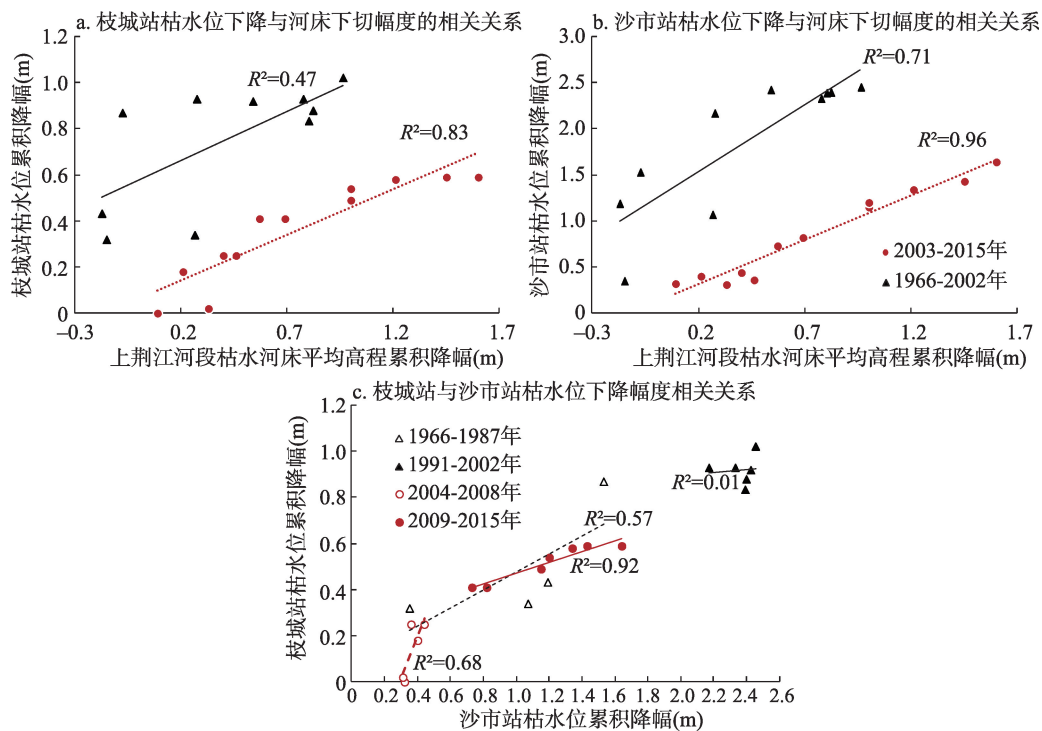 a. 枝城站枯水位下降与河床下切幅度的相关关系
枝城站枯水位累积降幅(m)
1.2
1.0
0.8
0.6
0.4
0.2
0
R²=0.47
R²=0.83
–0.3
0.2
0.7
1.2
1.7
上荆江河段枯水河床平均高程累积降幅(m)
b. 沙市站枯水位下降与河床下切幅度的相关关系
沙市站枯水位累积降幅(m)
3.0
2.5
2.0
1.5
1.0
0.5
0
R²=0.71
R²=0.96
2003-2015年
1966-2002年
–0.3
0.2
0.7
1.2
1.7
上荆江河段枯水河床平均高程累积降幅(m)
c. 枝城站与沙市站枯水位下降幅度相关关系
枝城站枯水位累积降幅(m)
1.2
1.0
0.8
0.6
0.4
0.2
0
1966-1987年
1991-2002年
2004-2008年
2009-2015年
R²=0.01
R²=0.57
R²=0.92
R²=0.68
0
0.2
0.4
0.6
0.8
1.0
1.2
1.4
1.6
1.8
2.0
2.2
2.4
2.6
沙市站枯水位累积降幅(m)